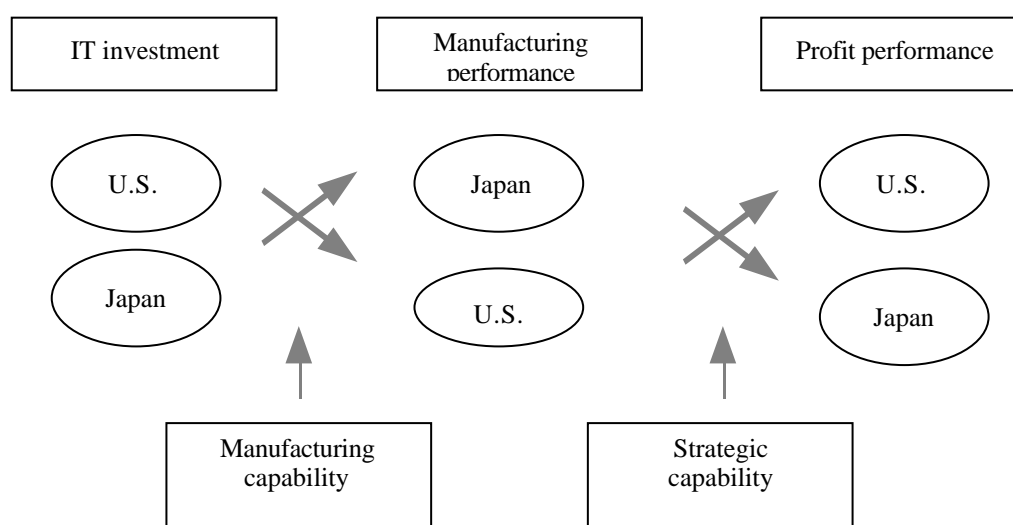 IT investment
Manufacturing
performance
Profit performance
U.S.
Japan
U.S.
Japan
U.S.
Japan
Manufacturing
capability
Strategic
capability